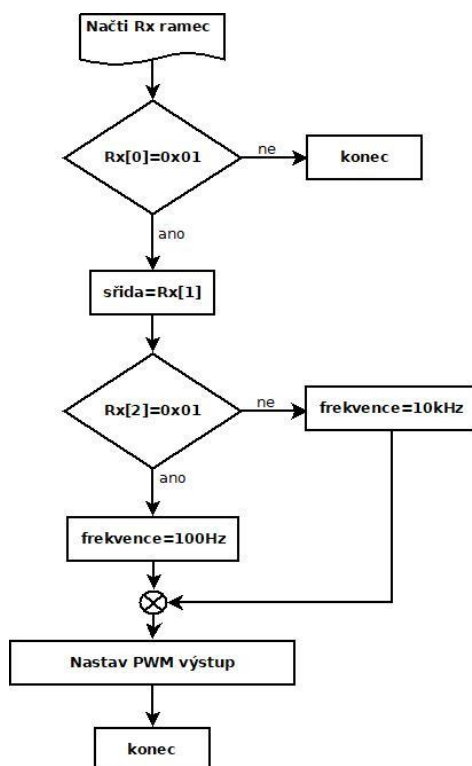 Načti Rx ramec
Rx[0]=0x01
ne
konec
ano
sřida=Rx[1]
Rx[2]=0x01
ne
frekvence=10kHz
ano
frekvence=100Hz
Nastav PWM výstup
konec